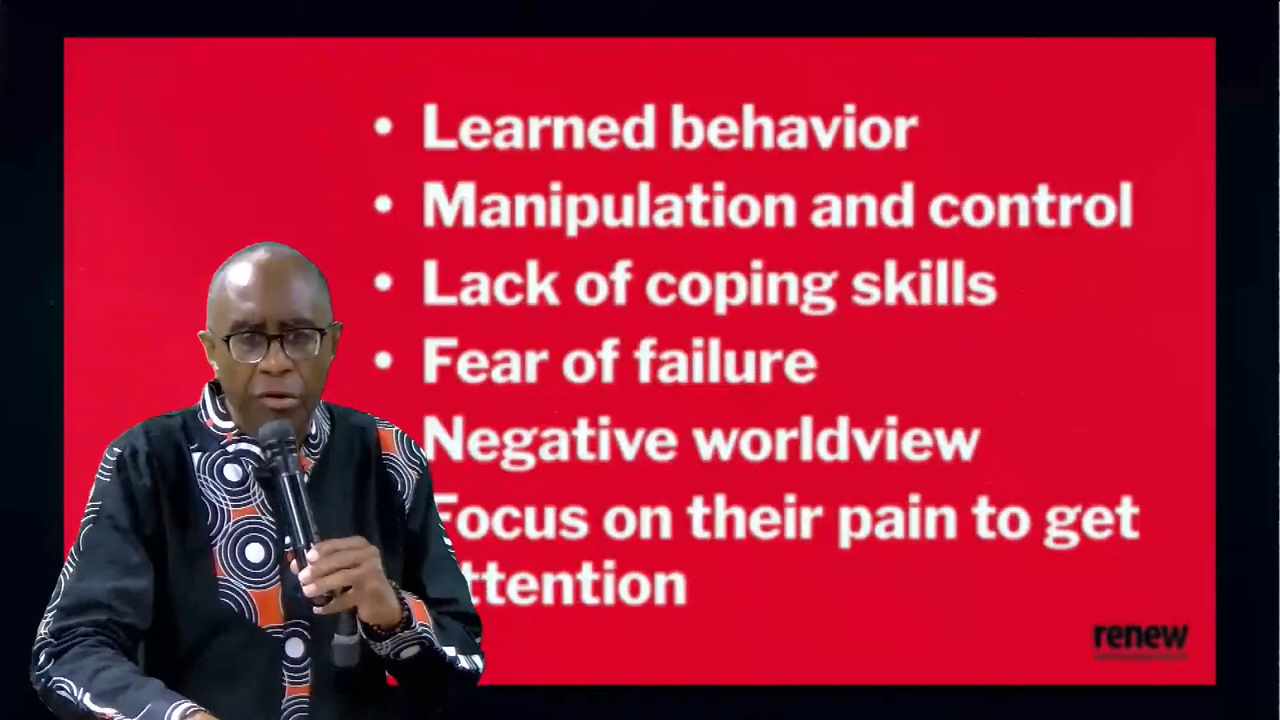 • Learned behavior
• Manipulation and control
• Lack of coping skills
• Fear of failure
Negative worldview
Focus on their pain to get
ttention
renew